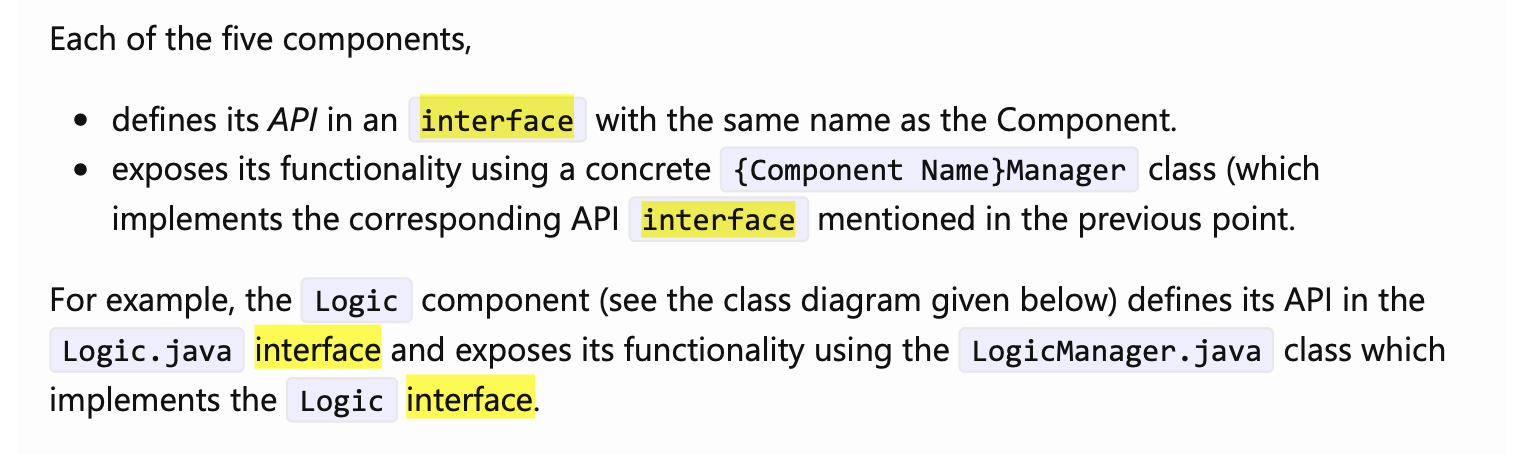 Each of the five components,
• defines its API in an interface with the same name as the Component.
• exposes its functionality using a concrete {Component Name}Manager class (which
implements the corresponding API interface mentioned in the previous point.
For example, the Logic component (see the class diagram given below) defines its API in the
Logic.java interface and exposes its functionality using the LogicManager.java class which
implements the Logic interface.